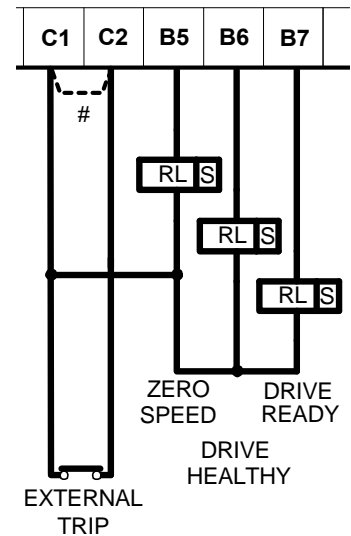 C1 C2 B5 B6 B7
#
RL S
RL S
RL S
ZERO
SPEED
DRIVE
READY
DRIVE
HEALTHY
EXTERNAL
TRIP